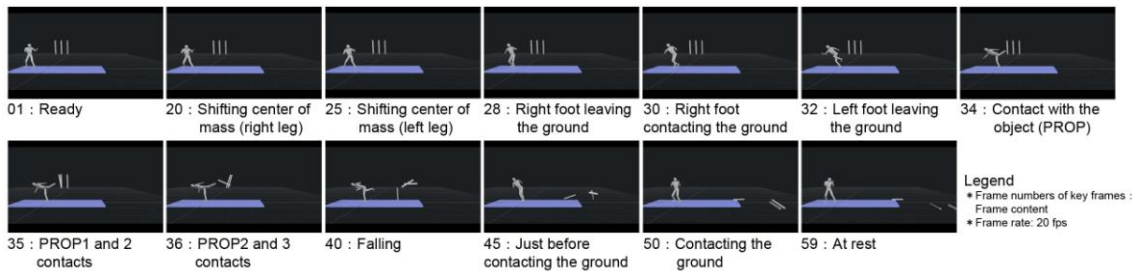 01 : Ready
20 : Shifting center of
mass (right leg)
25 : Shifting center of
mass (left leg)
28 : Right foot leaving
the ground
30 : Right foot
contacting the ground
32 : Left foot leaving
the ground
34 : Contact with the
object (PROP)
35 : PROP1 and 2
contacts
36 : PROP2 and 3
contacts
40 : Falling
45 : Just before
contacting the ground
50 : Contacting the
ground
59 : At rest
Legend
* Frame numbers of key frames :
Frame content
* Frame rate: 20 fps